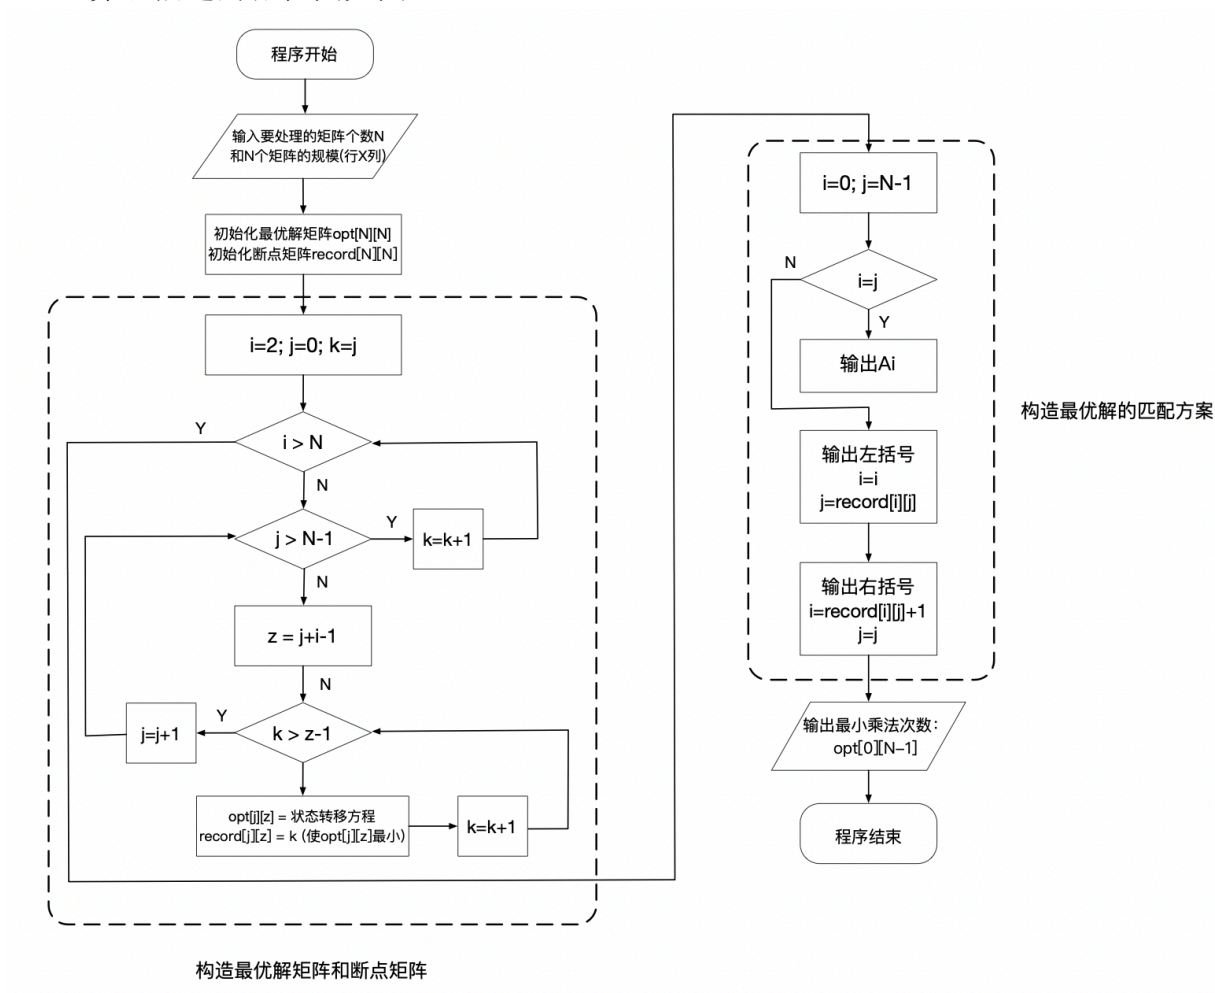 程序开始
输入要处理的矩阵个数N
和N个矩阵的规模(行X列)
初始化最优解矩阵opt[N][N]
初始化断点矩阵record[N][N]
i=2; j=0; k=j
i > N
Y
N
j > N-1
Y
k=k+1
N
z = j+i-1
N
k > z-1
Y
j=j+1
opt[j][z] = 状态转移方程
record[j][z] = k (使opt[j][z]最小)
k=k+1
构造最优解矩阵和断点矩阵
i=0; j=N-1
i=j
N
Y
输出Ai
输出左括号
i=i
j=record[i][j]
输出右括号
i=record[i][j]+1
j=j
构造最优解的匹配方案
输出最小乘法次数：
opt[0][N-1]
程序结束